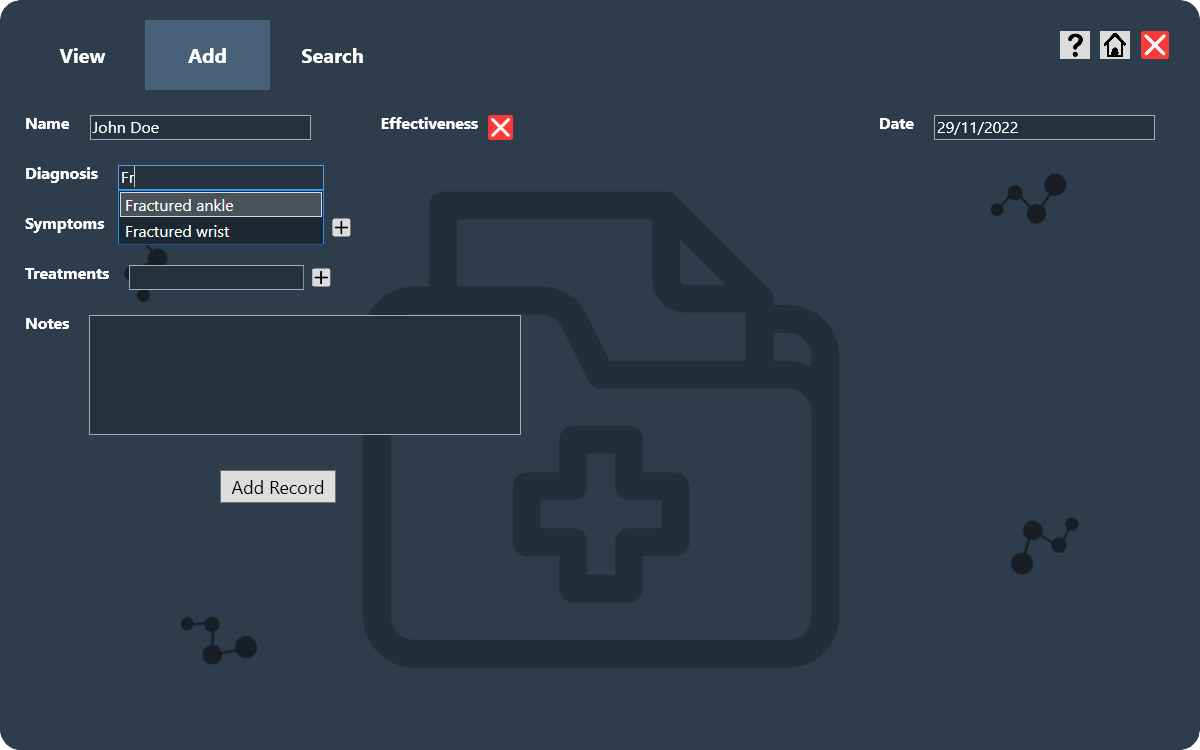 View Add Search ?
Name John Doe Effectiveness Date 29/11/2022
Diagnosis Fr
Fractured ankle
Symptoms
Fractured wrist
Treatments
Notes
Add Record